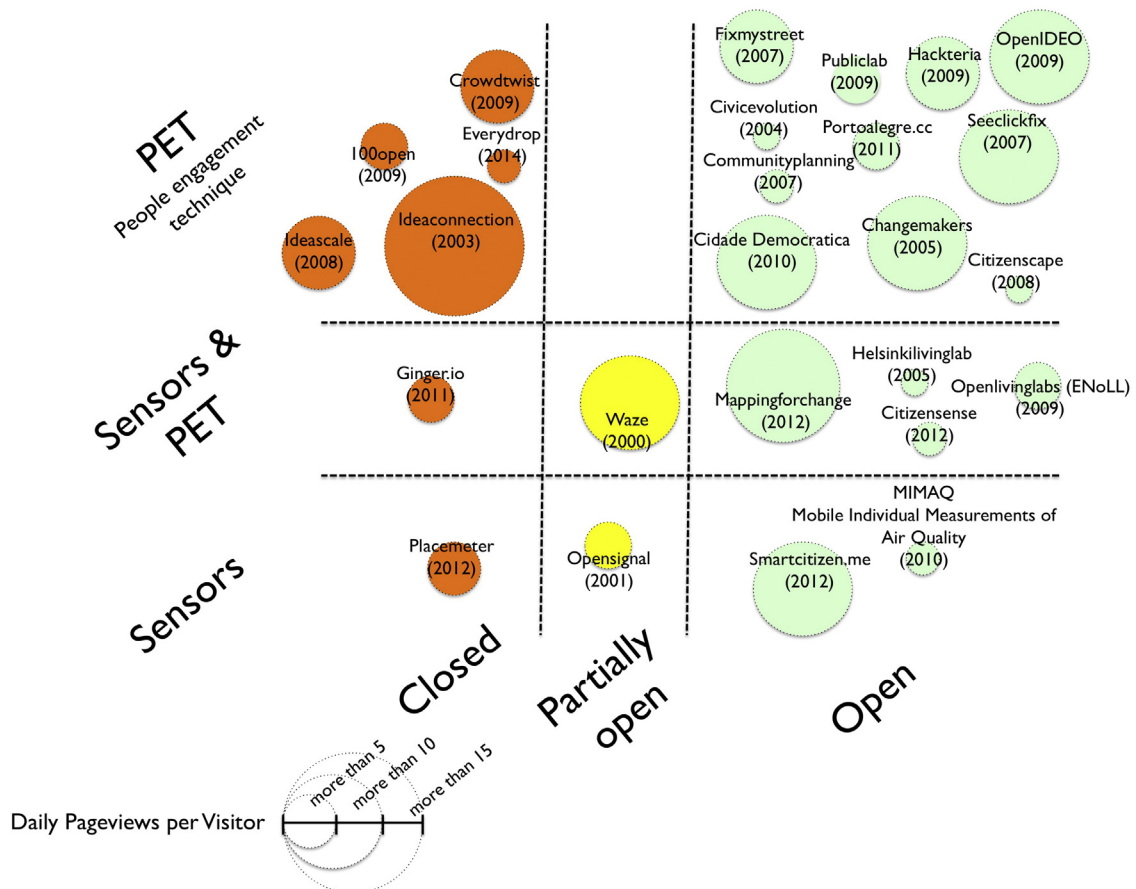 PET
People engagement
technique
Crowdtwist
(2009)
Everydrop
(2014)
100open
(2009)
Ideaconnection
(2003)
Ideascale
(2008)
Fixmystreet
(2007)
Publiclab
(2009)
Hackteria
(2009)
OpenIDEO
(2009)
Civicevolution
(2004)
Portoalegre.cc
(2011)
Seeclickfix
(2007)
Communityplanning
(2007)
Cidade Democratica
(2010)
Changemakers
(2005)
Citizenscape
(2008)
Sensors &
PET
Ginger.io
(2011)
Waze
(2000)
Mappingforchange
(2012)
Helsinkilivinglab
(2005)
Openlivinglabs (ENoLL)
(2009)
Citizensense
(2012)
Sensors
Placemeter
(2012)
Opensignal
(2001)
Smartcitizen.me
(2012)
MIMAQ
Mobile Individual Measurements of
Air Quality
(2010)
Closed
Partially
open
Open
Daily Pageviews per Visitor
more than 5
more than 10
more than 15